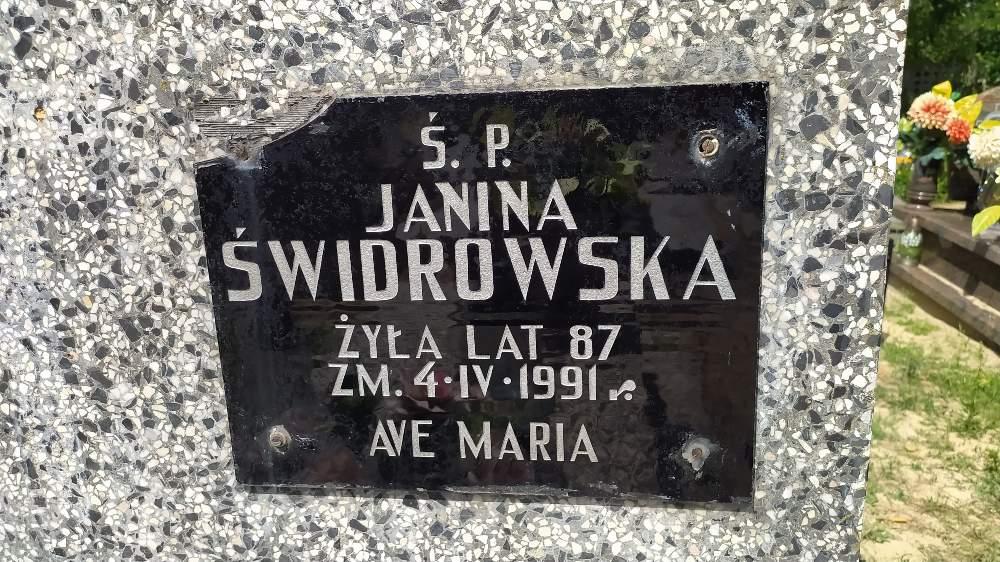 Ś. P.
JANINA
ŚWIDROWSKA
ŻYŁA LAT 87
ZM. 4·IV·1991 r.
AVE MARIA